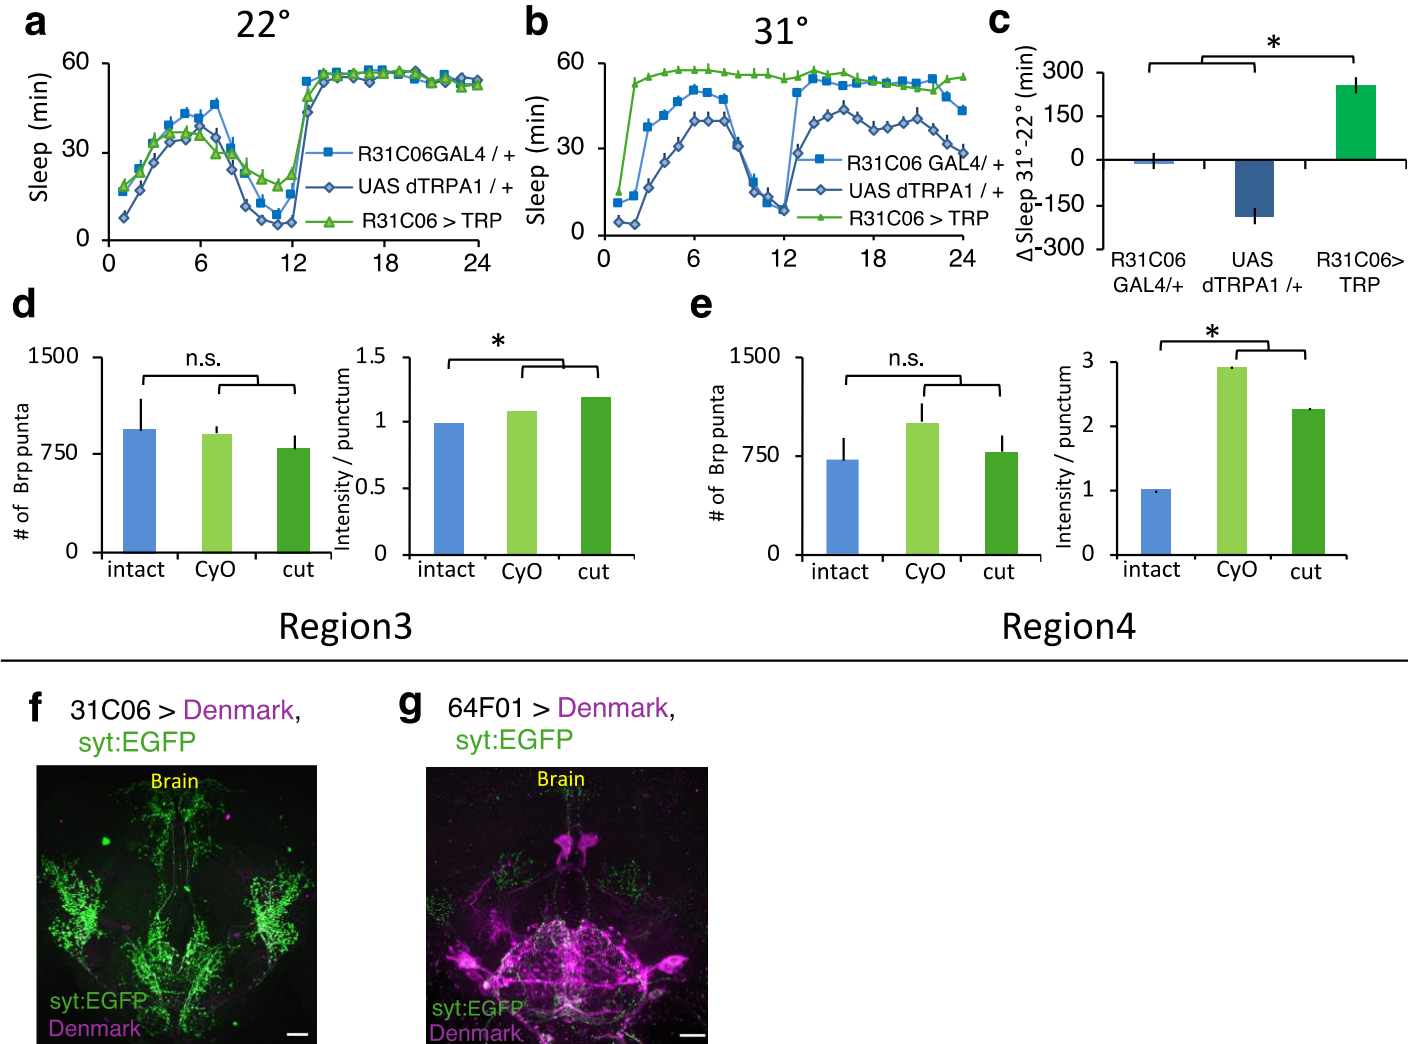 a
22°
Sleep (min)
60
30
0
0
6
12
18
24
R31C06GAL4 / +
UAS dTRPA1 / +
R31C06 > TRP
b
31°
Sleep (min)
60
30
0
0
6
12
18
24
R31C06 GAL4/ +
UAS dTRPA1 / +
R31C06 > TRP
c
*
Δ Sleep 31°-22° (min)
300
150
0
-150
-300
R31C06
GAL4/+
UAS
dTRPA1 /+
R31C06>
TRP
d
# of Brp punta
1500
750
0
n.s.
intact
CyO
cut
Intensity / punctum
1.5
1
0.5
0
*
intact
CyO
cut
Region3
e
# of Brp punta
1500
750
0
n.s.
intact
CyO
cut
Intensity / punctum
3
2
1
0
*
intact
CyO
cut
Region4
f
31C06 > Denmark,
syt:EGFP
Brain
syt:EGFP
Denmark
g
64F01 > Denmark,
syt:EGFP
Brain
syt:EGFP
Denmark